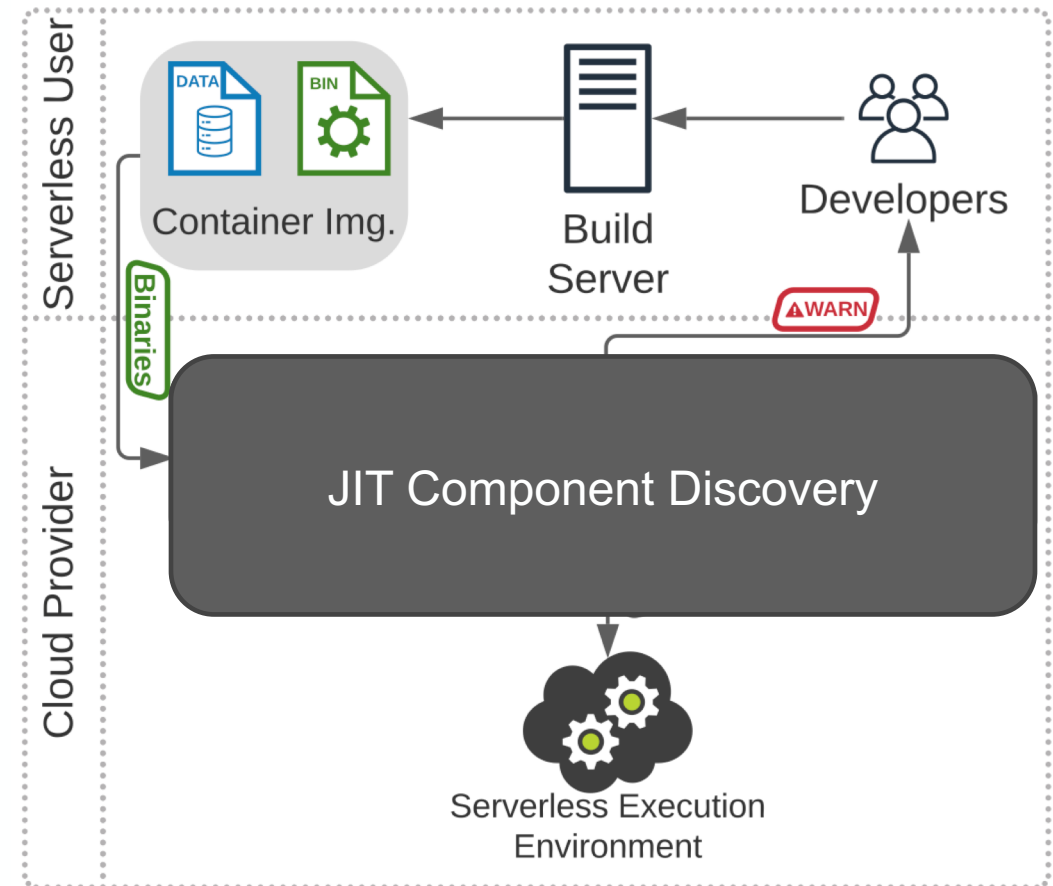 Serverless User
DATA
BIN
Container Img.
Build
Server
Developers
Binaries
WARN
Cloud Provider
JIT Component Discovery
Serverless Execution
Environment